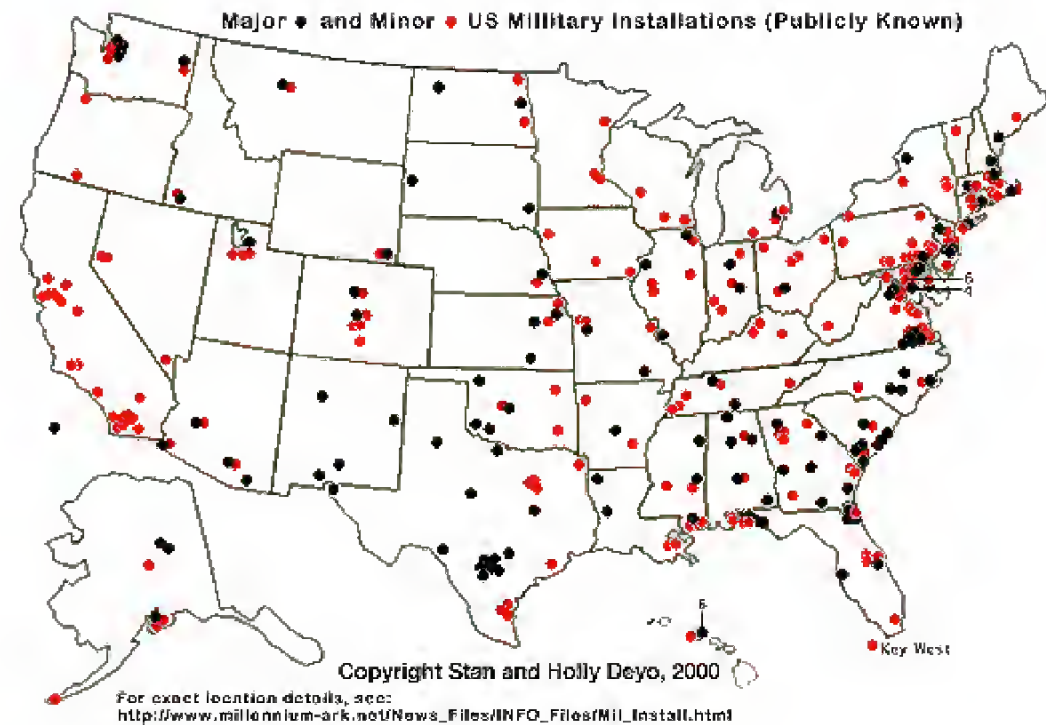 Major ● and Minor ● US Millitary Installations (Publicly Known)
6
4
6
Key West
Copyright Stan and Holly Deyo, 2000
For exact location details, see:
http://www.millennium-ark.net/News_Files/INFO_Files/Mil_Install.html